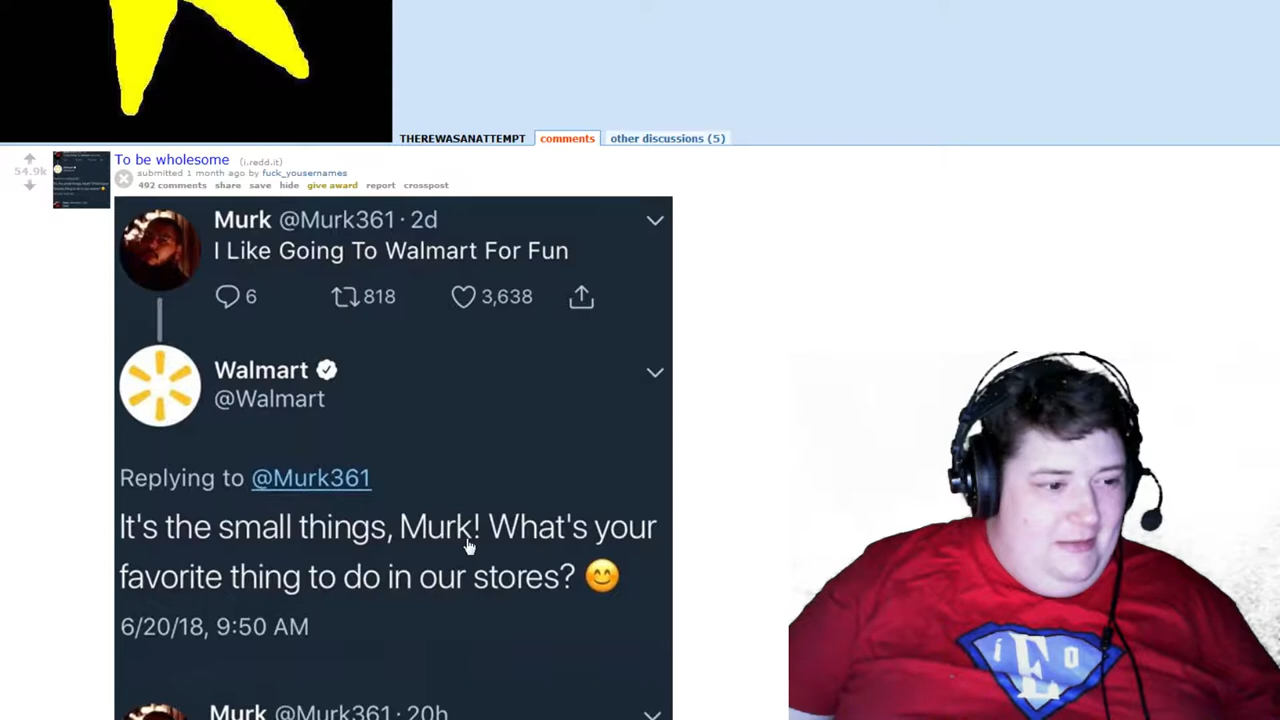 THEREWASANATTEMPT comments other discussions (5)
To be wholesome (i.redd.it)
54.9k
submitted 1 month ago by fuck_yousernames
492 comments share save hide give award report crosspost
Murk @Murk361 · 2d
I Like Going To Walmart For Fun
6 818 3,638
Walmart
@Walmart
Replying to @Murk361
It's the small things, Murk! What's your
favorite thing to do in our stores? 😊
6/20/18, 9:50 AM
Murk @Murk361 · 20h
i E O